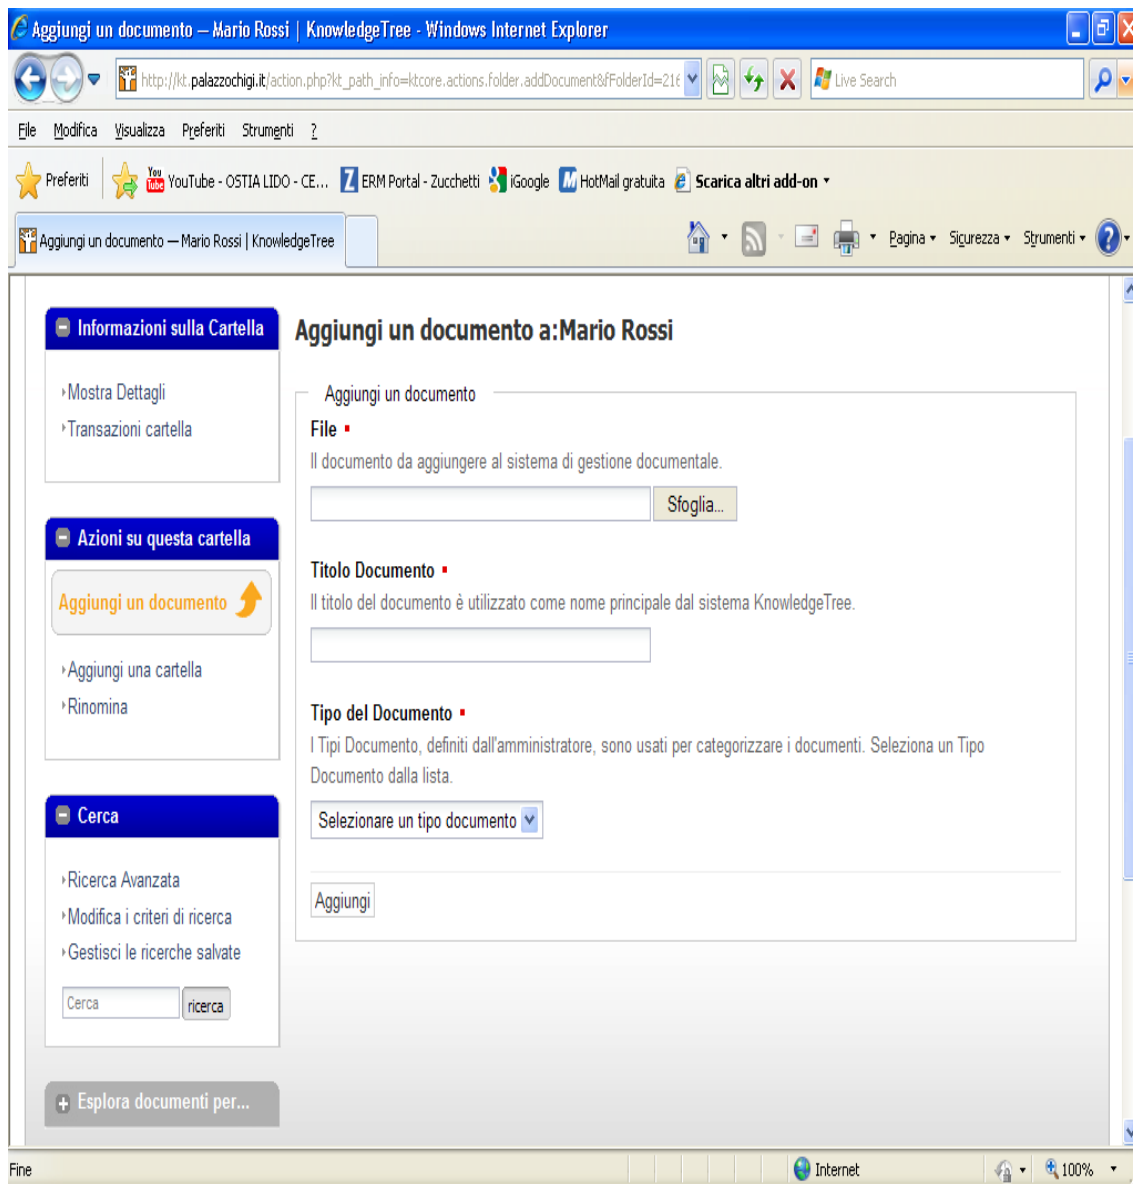 Aggiungi un documento — Mario Rossi | KnowledgeTree - Windows Internet Explorer
http://kt.palazzochigi.it/action.php?kt_path_info=ktcore.actions.folder.addDocument&fFolderId=216
Live Search
File Modifica Visualizza Preferiti Strumenti ?
Preferiti You Tube YouTube - OSTIA LIDO - CE... Z ERM Portal - Zucchetti iGoogle M HotMail gratuita Scarica altri add-on
Aggiungi un documento — Mario Rossi | KnowledgeTree
Pagina Sicurezza Strumenti ?
Informazioni sulla Cartella
Mostra Dettagli
Transazioni cartella
Azioni su questa cartella
Aggiungi un documento
Aggiungi una cartella
Rinomina
Cerca
Ricerca Avanzata
Modifica i criteri di ricerca
Gestisci le ricerche salvate
Cerca ricerca
Esplora documenti per...
Aggiungi un documento a:Mario Rossi
Aggiungi un documento
File
Il documento da aggiungere al sistema di gestione documentale.
Sfoglia...
Titolo Documento
Il titolo del documento è utilizzato come nome principale dal sistema KnowledgeTree.
Tipo del Documento
I Tipi Documento, definiti dall'amministratore, sono usati per categorizzare i documenti. Seleziona un Tipo
Documento dalla lista.
Selezionare un tipo documento
Aggiungi
Fine Internet 100%